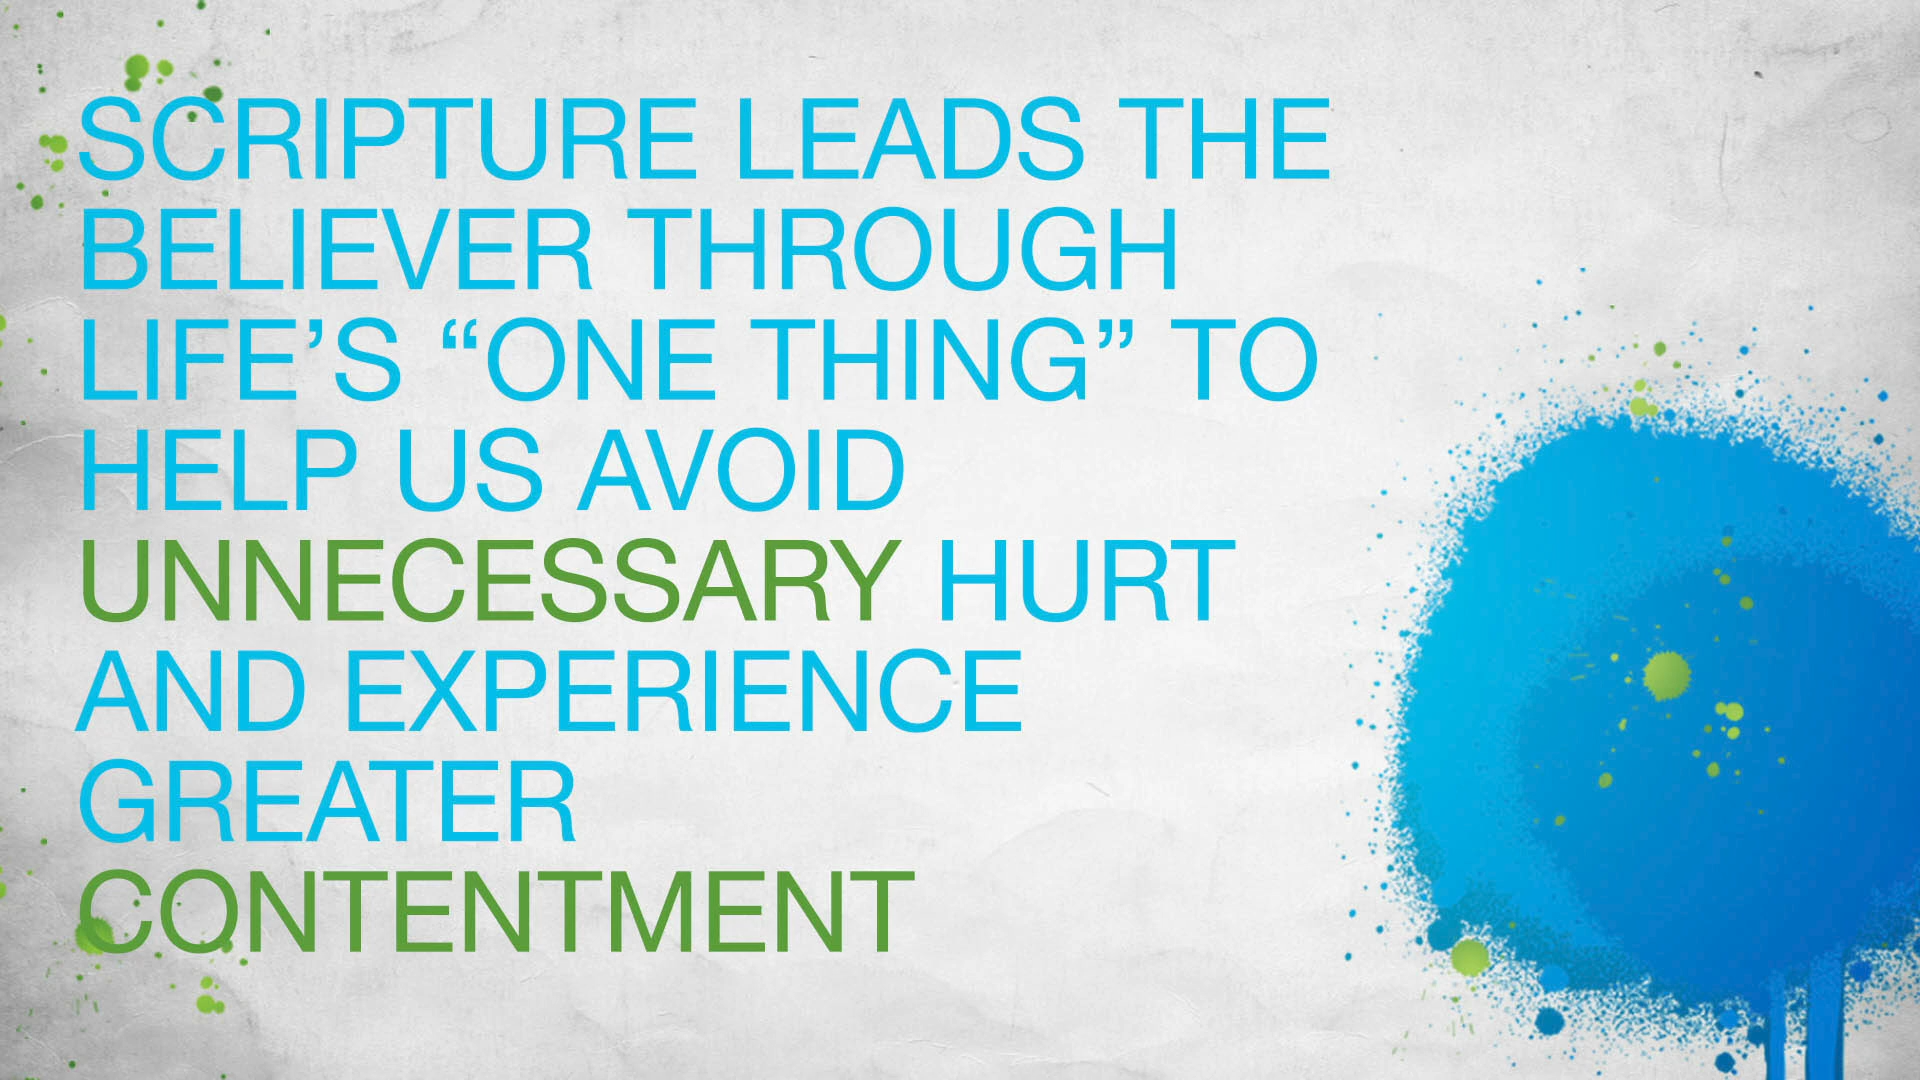 SCRIPTURE LEADS THE
BELIEVER THROUGH
LIFE’S “ONE THING” TO
HELP US AVOID
UNNECESSARY HURT
AND EXPERIENCE
GREATER
CONTENTMENT